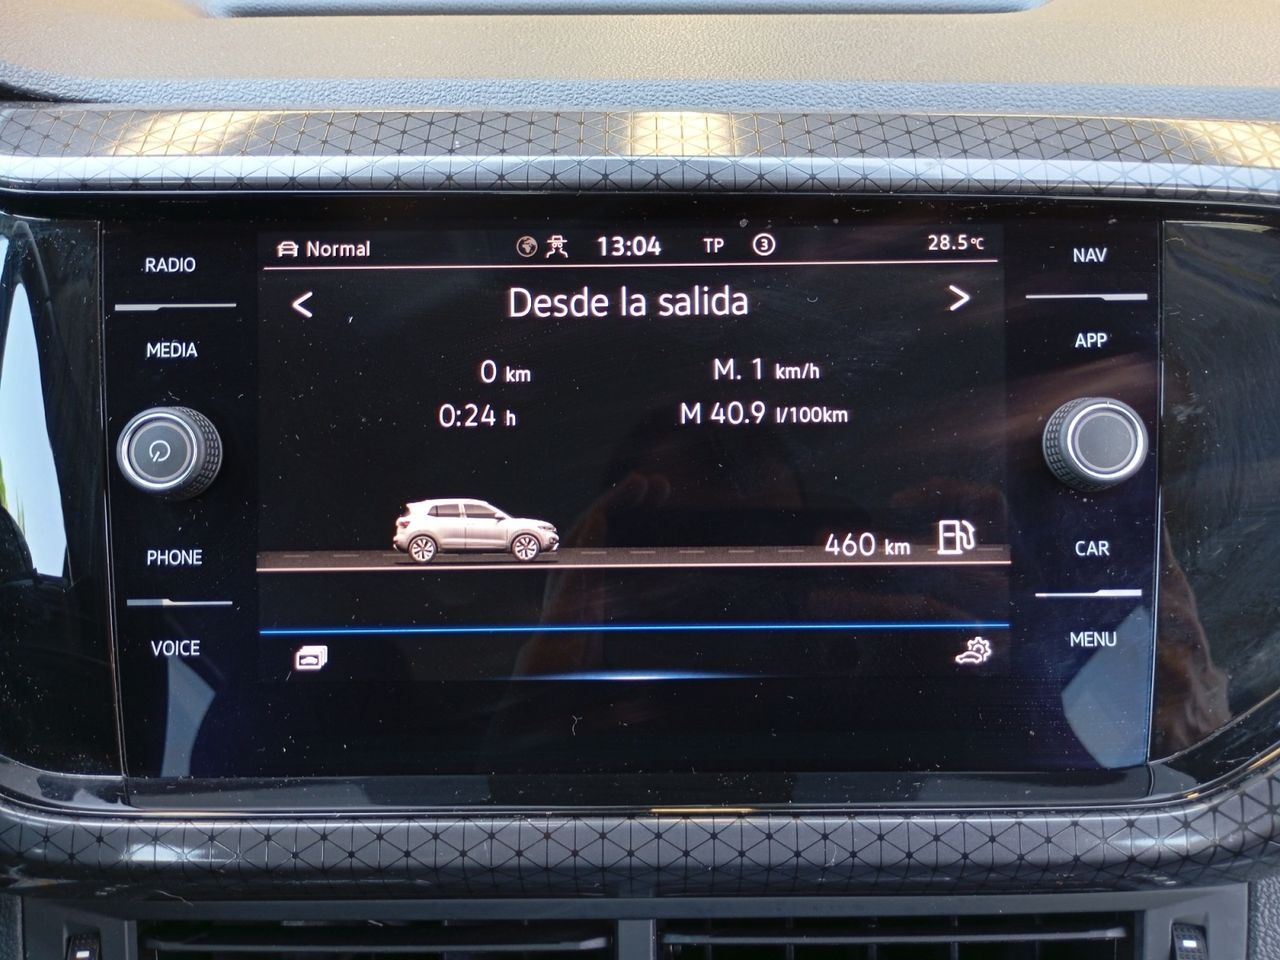 Normal 13:04 TP 3 28.5°C
RADIO
NAV
Desde la salida
MEDIA
APP
0 km M. 1 km/h
0:24 h M 40.9 l/100km
460 km
PHONE
CAR
VOICE
MENU